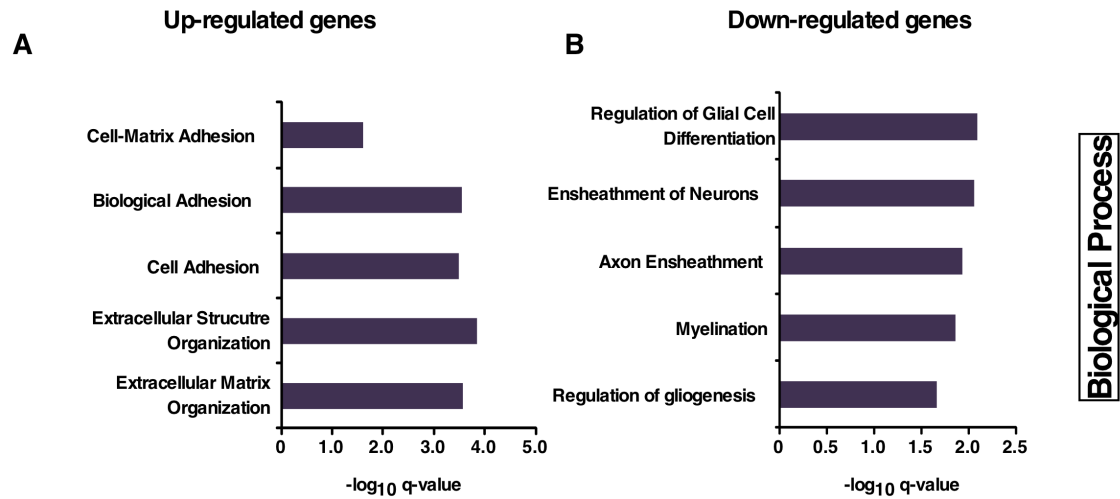 Up-regulated genes
Down-regulated genes
A
B
Cell-Matrix Adhesion
Biological Adhesion
Cell Adhesion
Extracellular Strucutre
Organization
Extracellular Matrix
Organization
0 1.0 2.0 3.0 4.0 5.0
-log10 q-value
Regulation of Glial Cell
Differentiation
Ensheathment of Neurons
Axon Ensheathment
Myelination
Regulation of gliogenesis
0 0.5 1.0 1.5 2.0 2.5
-log10 q-value
Biological Process